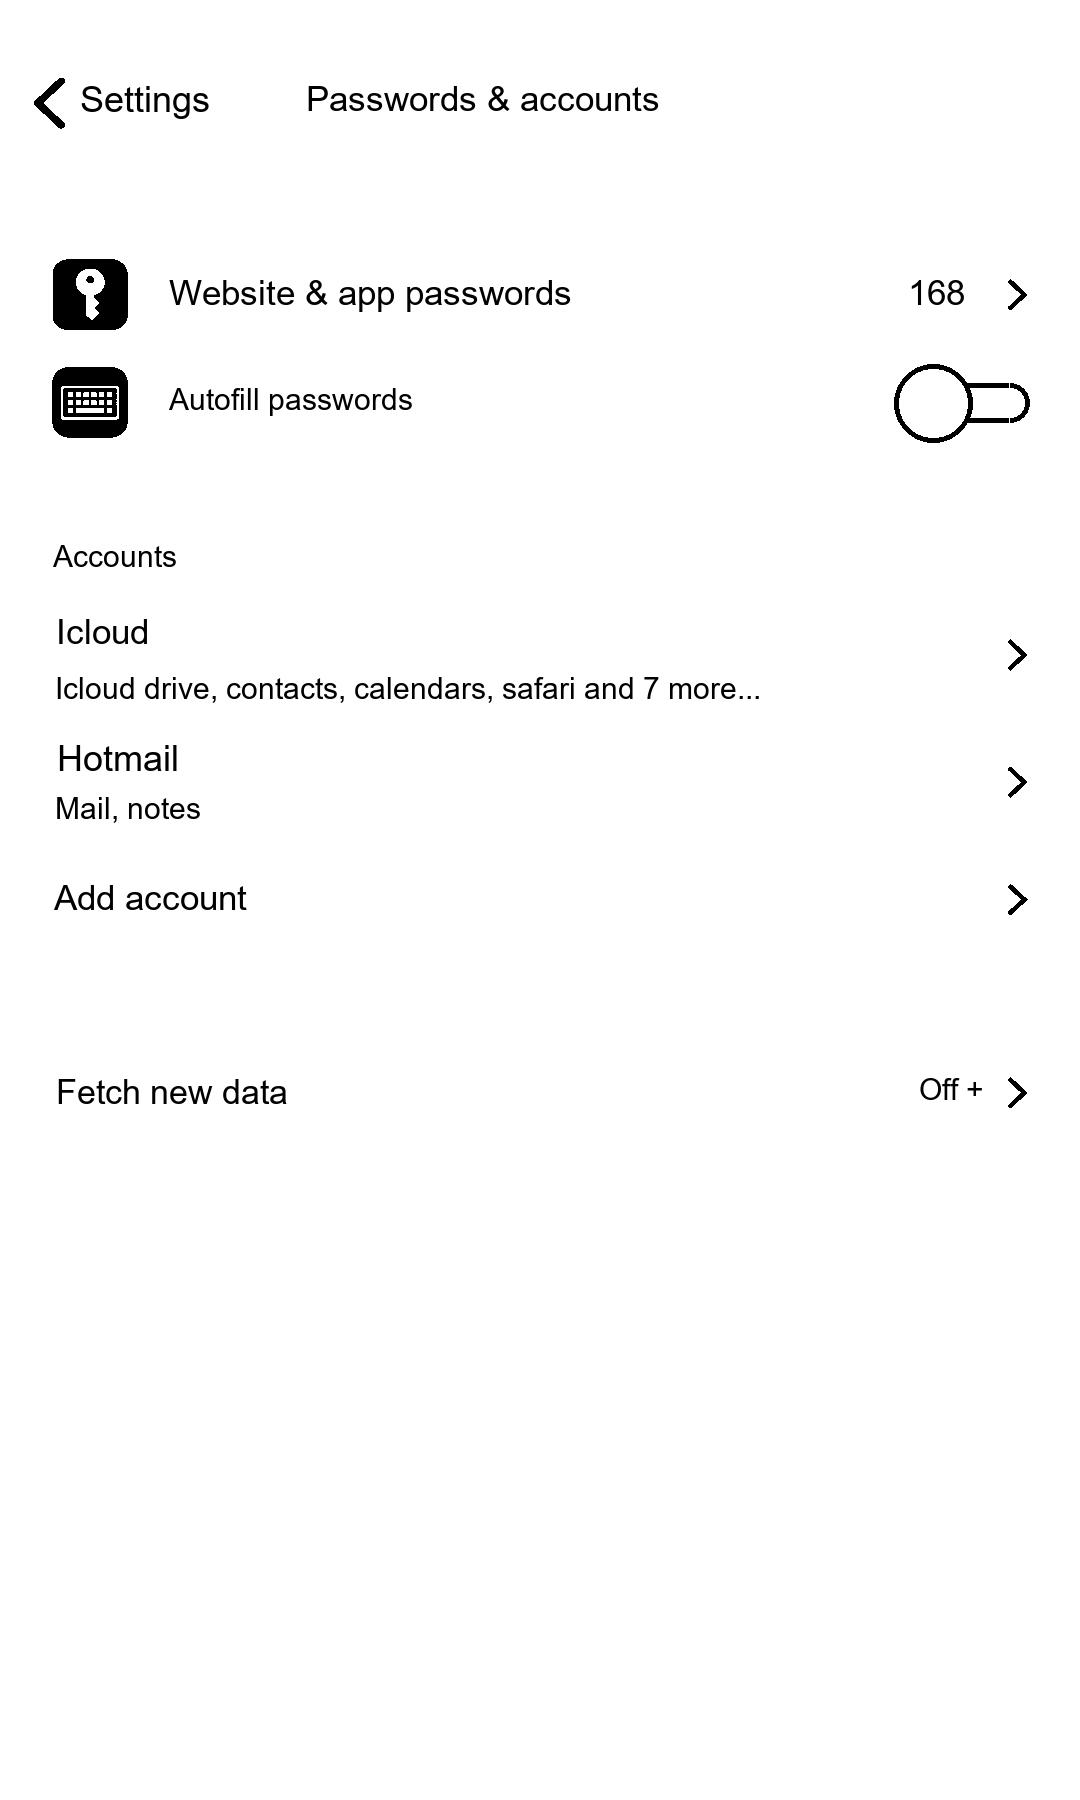 Settings Passwords & accounts
Website & app passwords 168
Autofill passwords
Accounts
Icloud
Icloud drive, contacts, calendars, safari and 7 more...
Hotmail
Mail, notes
Add account
Fetch new data Off +